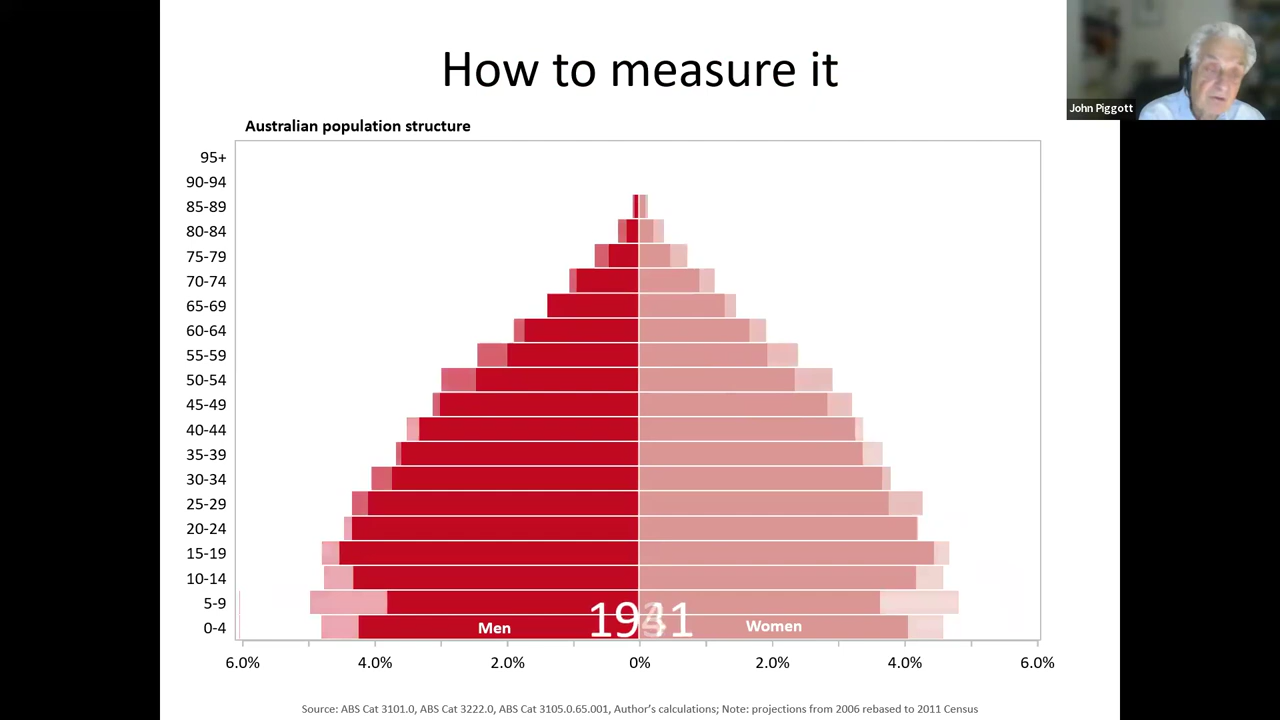 How to measure it
John Piggott
Australian population structure
95+
90-94
85-89
80-84
75-79
70-74
65-69
60-64
55-59
50-54
45-49
40-44
35-39
30-34
25-29
20-24
15-19
10-14
5-9
0-4
Men
Women
6.0% 4.0% 2.0% 0% 2.0% 4.0% 6.0%
Source: ABS Cat 3101.0, ABS Cat 3222.0, ABS Cat 3105.0.65.001, Author's calculations; Note: projections from 2006 rebased to 2011 Census